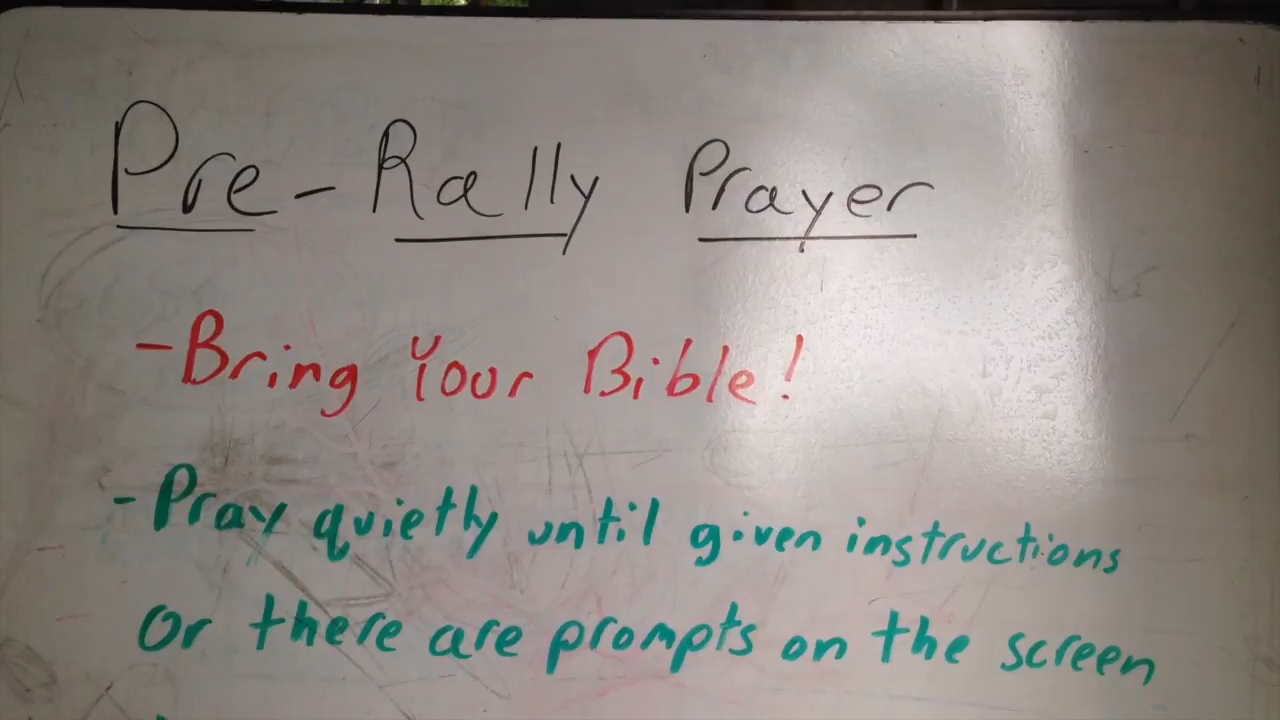 Pre-Rally Prayer
-Bring Your Bible!
-Pray quietly until given instructions
or there are prompts on the screen